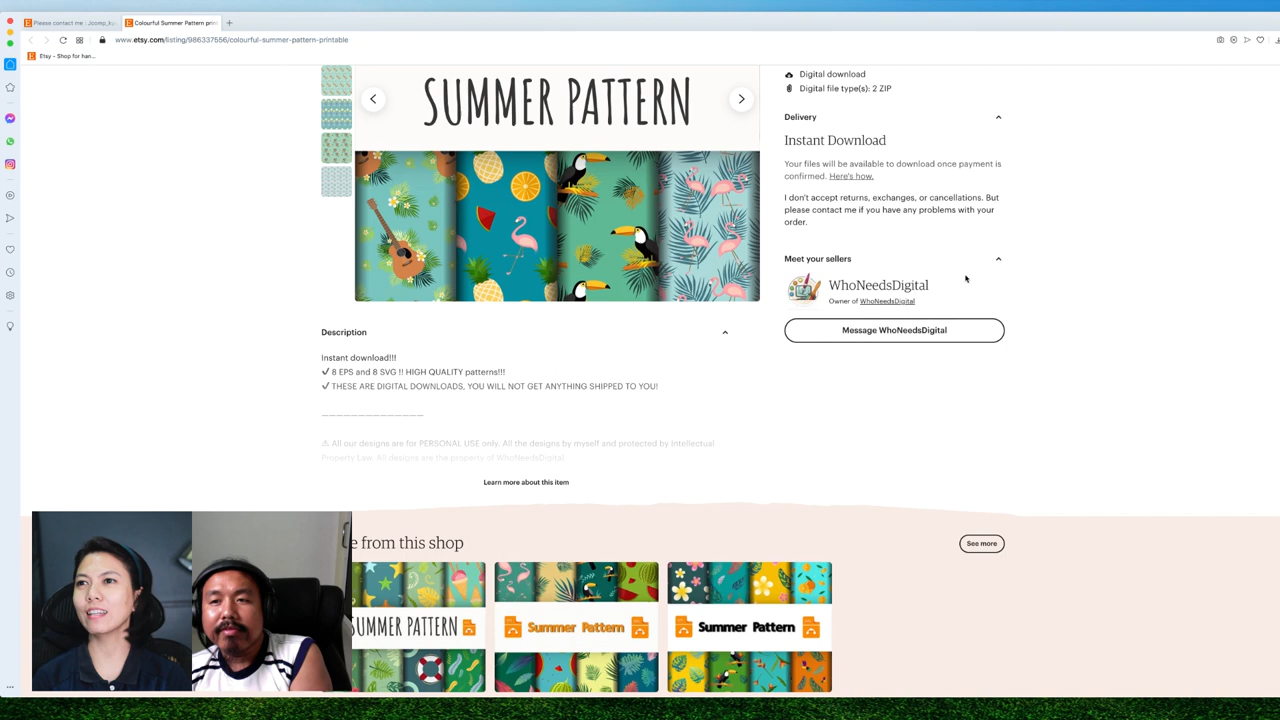 Please contact me : Jconmp_ky
Colourful Summer Pattern prin
www.etsy.com/listing/986337556/colourful-summer-pattern-printable
Etsy - Shop for han...
SUMMER PATTERN
Digital download
Digital file type(s): 2 ZIP
Delivery
Instant Download
Your files will be available to download once payment is
confirmed. Here's how.
I don't accept returns, exchanges, or cancellations. But
please contact me if you have any problems with your
order.
Meet your sellers
WhoNeedsDigital
Owner of WhoNeedsDigital
Message WhoNeedsDigital
Description
Instant download!!!
✓ 8 EPS and 8 SVG !! HIGH QUALITY patterns!!!
✓ THESE ARE DIGITAL DOWNLOADS, YOU WILL NOT GET ANYTHING SHIPPED TO YOU!
_______________
⚠ All our designs are for PERSONAL USE only. All the designs by myself and protected by Intellectual
Property Law. All designs are the property of WhoNeedsDigital
Learn more about this item
e from this shop
See more
SUMMER PATTERN
Summer Pattern
Summer Pattern